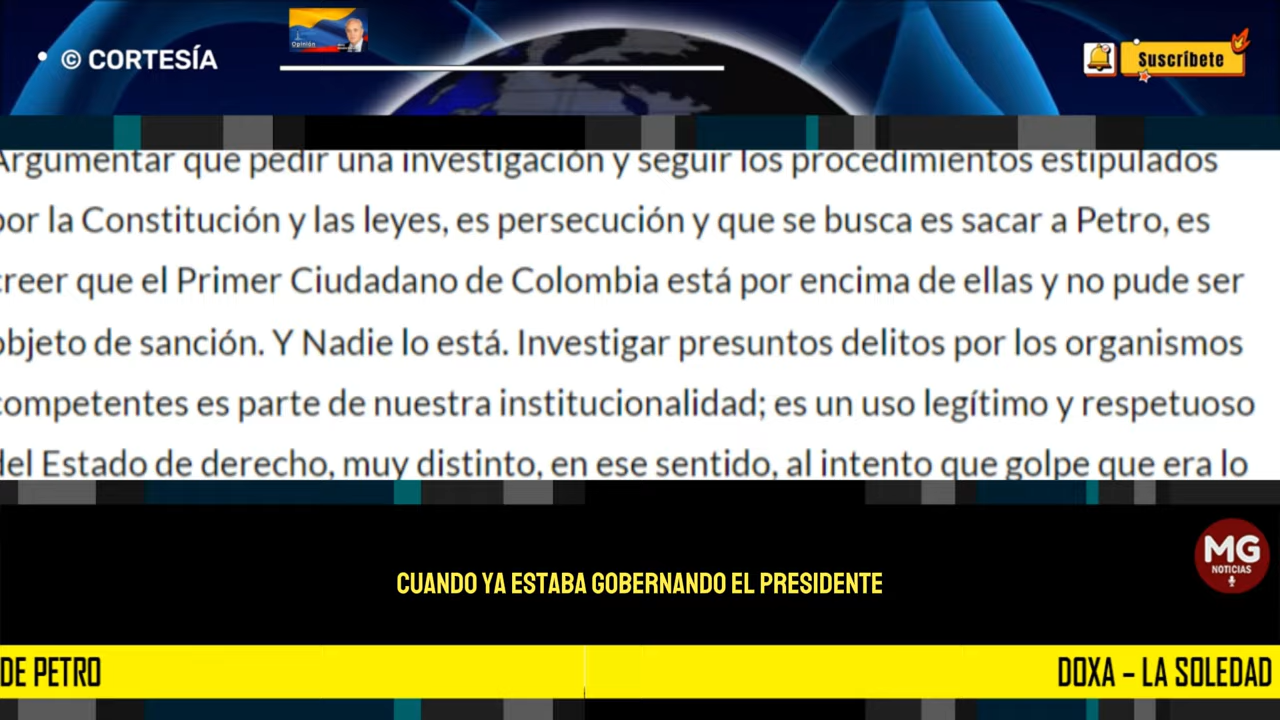 • © CORTESÍA
Opinión
Suscríbete
Argumentar que pedir una investigación y seguir los procedimientos estipulados
por la Constitución y las leyes, es persecución y que se busca es sacar a Petro, es
creer que el Primer Ciudadano de Colombia está por encima de ellas y no pude ser
objeto de sanción. Y Nadie lo está. Investigar presuntos delitos por los organismos
competentes es parte de nuestra institucionalidad; es un uso legítimo y respetuoso
del Estado de derecho, muy distinto, en ese sentido, al intento que golpe que era lo
MG
NOTICIAS
CUANDO YA ESTABA GOBERNANDO EL PRESIDENTE
DE PETRO
DOXA – LA SOLEDAD